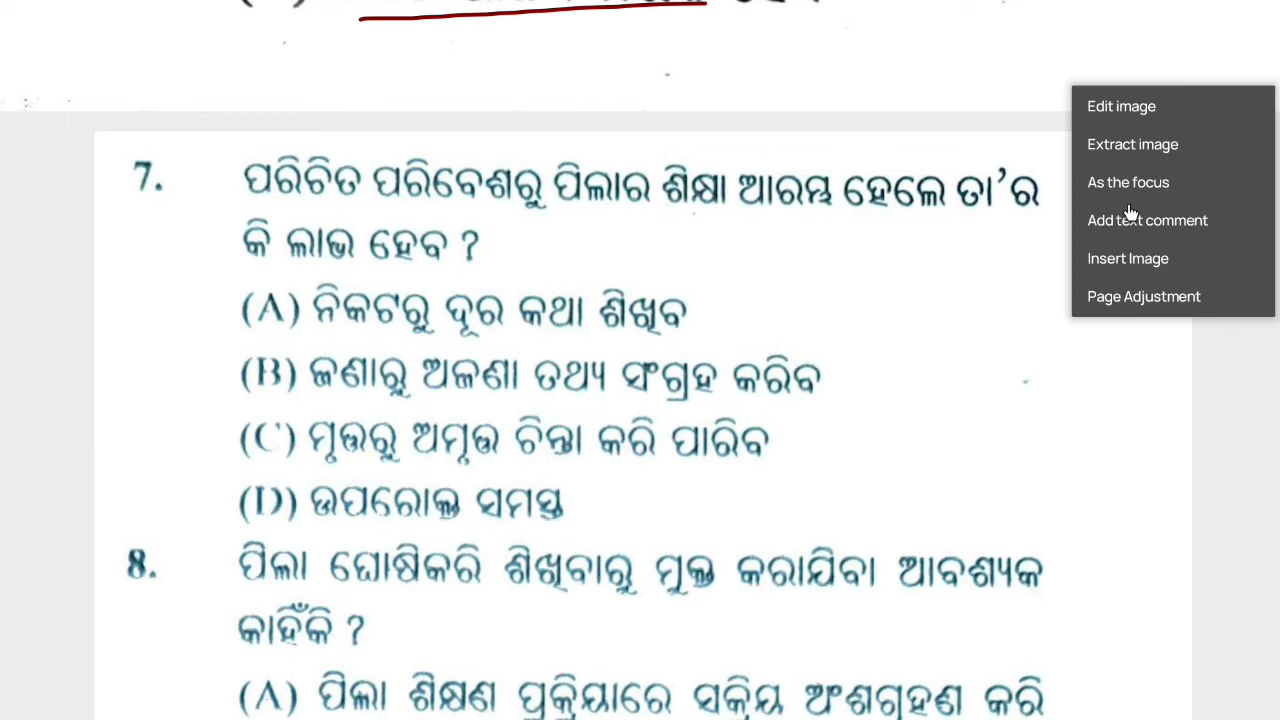 7. ପରିଚିତ ପରିବେଶରୁ ପିଲାର ଶିକ୍ଷା ଆରମ୍ଭ ହେଲେ ତା'ର
କି ଲାଭ ହେବ ?
(A) ନିକଟରୁ ଦୂର କଥା ଶିଖିବ
(B) ଜଣାରୁ ଅଜଣା ତଥ୍ୟ ସଂଗ୍ରହ କରିବ
(C) ମୂର୍ତ୍ତରୁ ଅମୂର୍ତ୍ତ ଚିନ୍ତା କରି ପାରିବ
(D) ଉପରୋକ୍ତ ସମସ୍ତ
8. ପିଲା ଘୋଷିକରି ଶିଖିବାରୁ ମୁକ୍ତ କରାଯିବା ଆବଶ୍ୟକ
କାହିଁକି ?
(A) ପିଲା ଶିକ୍ଷଣ ପ୍ରକ୍ରିୟାରେ ସକ୍ରିୟ ଅଂଶଗ୍ରହଣ କରି
Edit image
Extract image
As the focus
Add text comment
Insert Image
Page Adjustment